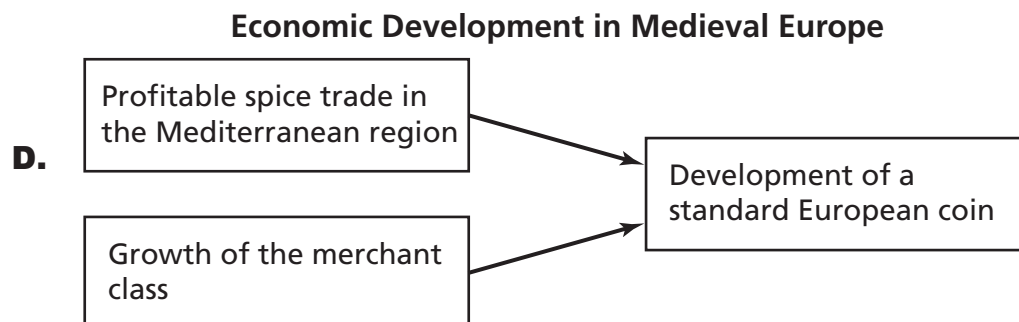 Economic Development in Medieval Europe
D.
Profitable spice trade in
the Mediterranean region
Growth of the merchant
class
Development of a
standard European coin